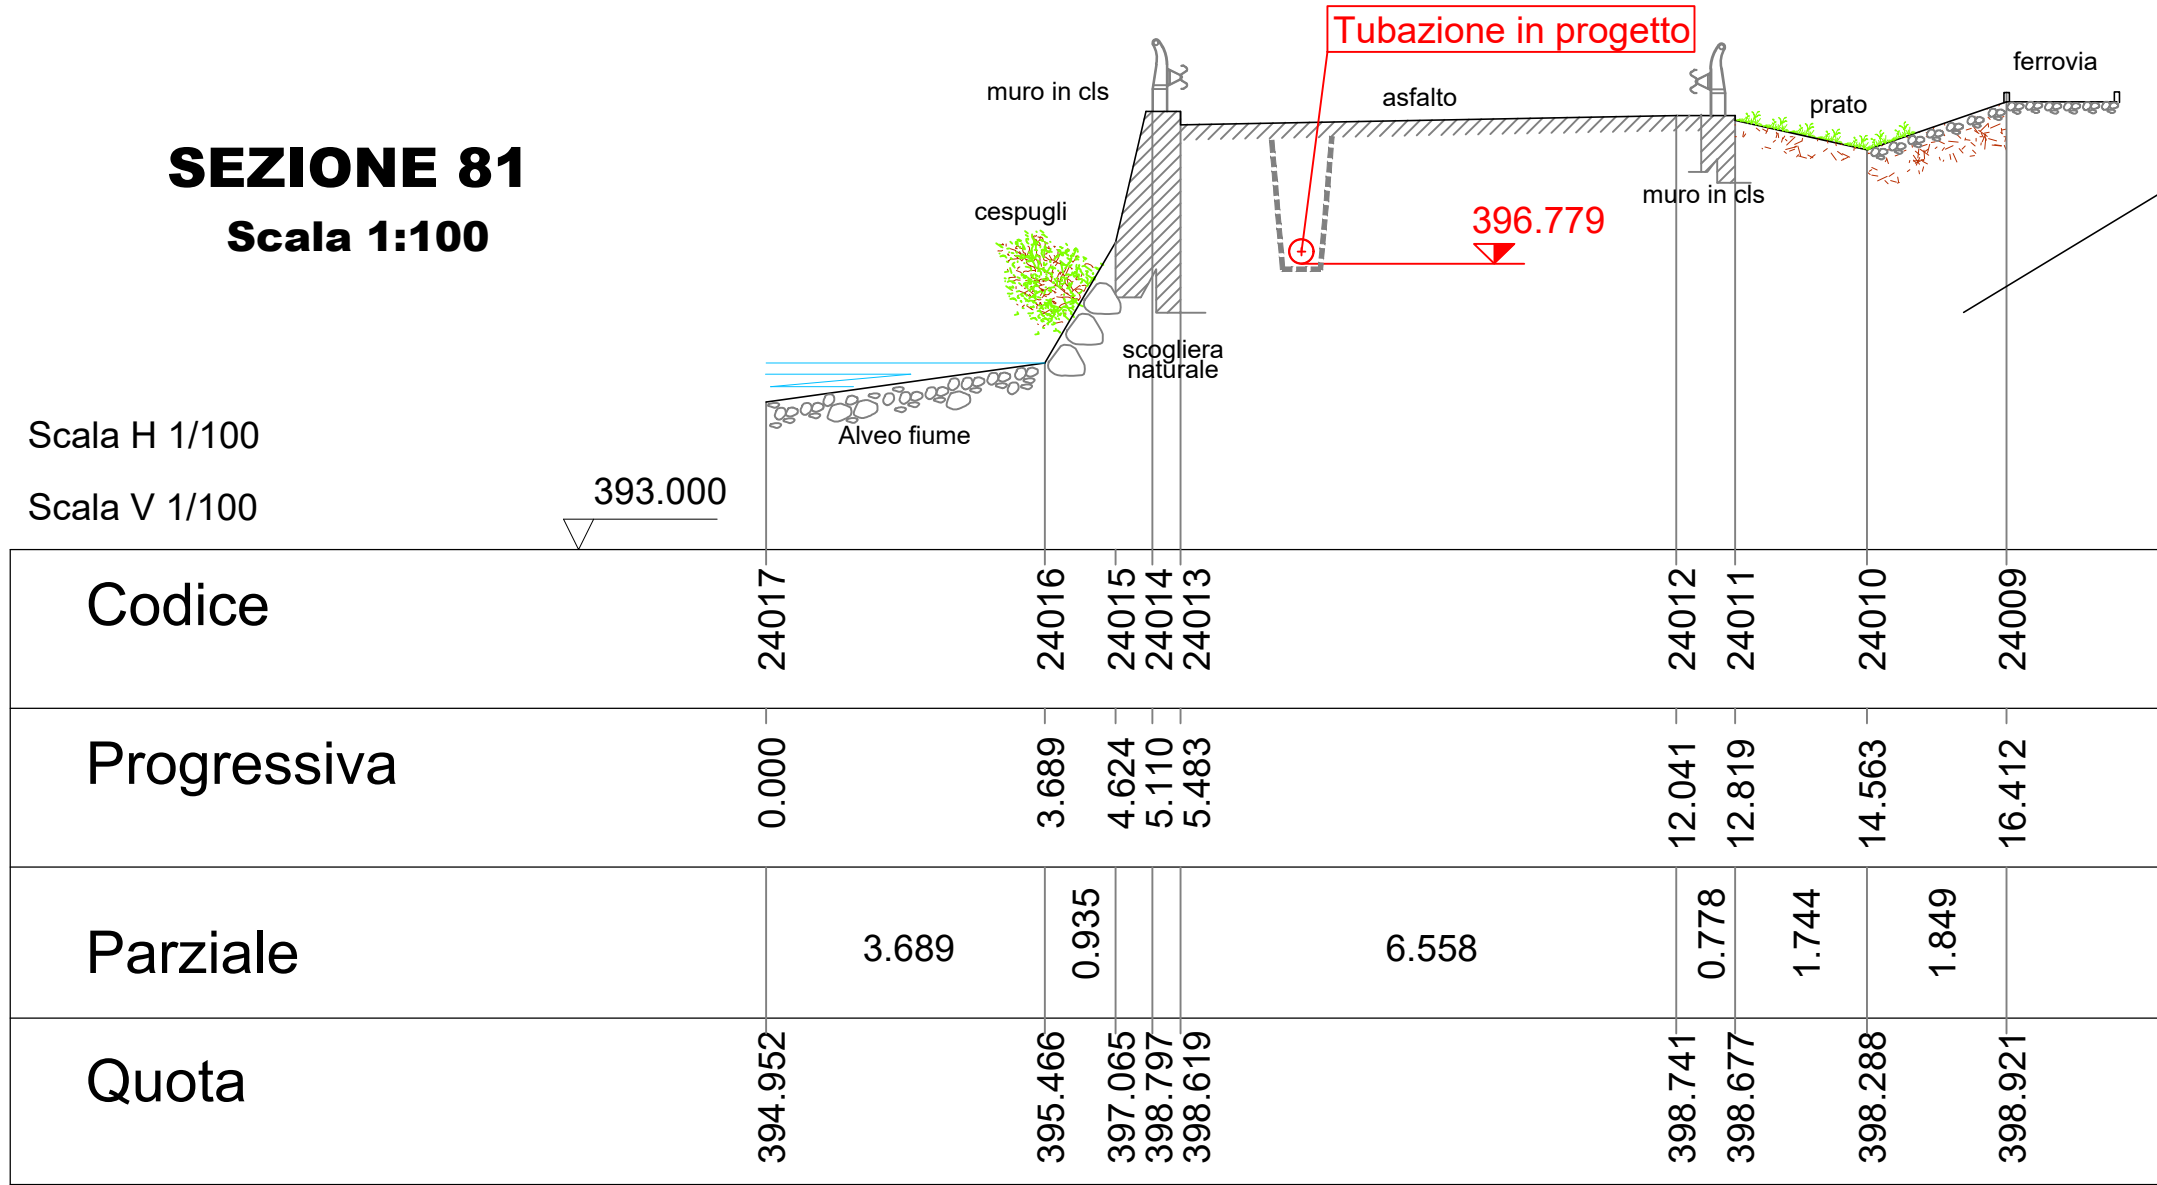 Tubazione in progetto
ferrovia
muro in cls
asfalto
prato
SEZIONE 81
Scala 1:100
muro in cls
cespugli
396.779
scogliera
naturale
Alveo fiume
Scala H 1/100
Scala V 1/100
393.000
Codice 24017 24016 24015 24014 24013 24012 24011 24010 24009
Progressiva 0.000 3.689 4.624 5.110 5.483 12.041 12.819 14.563 16.412
Parziale 3.689 0.935 6.558 0.778 1.744 1.849
Quota 394.952 395.466 397.065 398.797 398.619 398.741 398.677 398.288 398.921